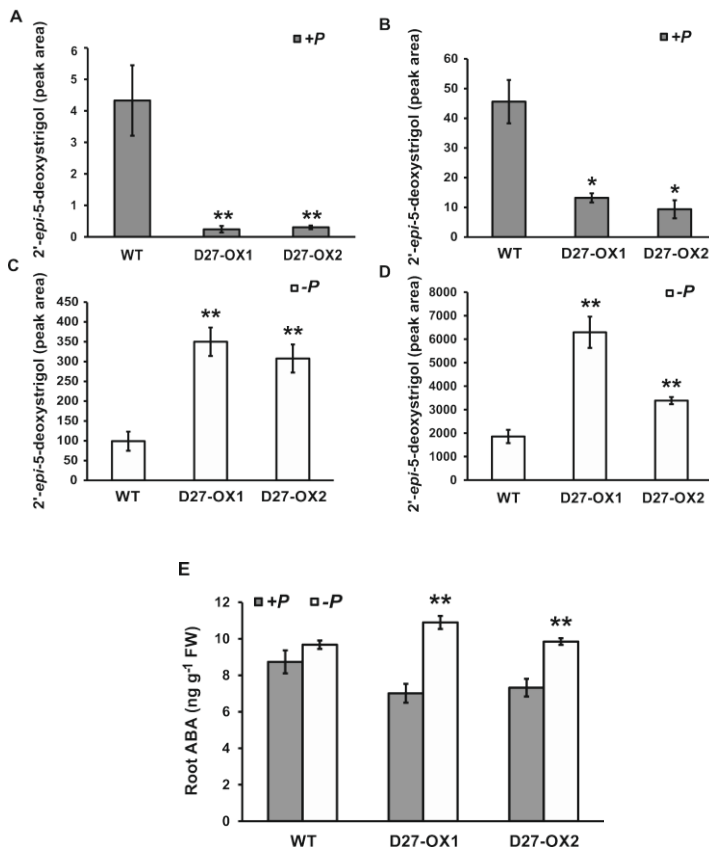 A
+P
2'-epi-5-deoxystrigol (peak area)
6
5
4
3
2
1
0
**
**
WT
D27-OX1
D27-OX2
B
+P
2'-epi-5-deoxystrigol (peak area)
60
50
40
30
20
10
0
*
*
WT
D27-OX1
D27-OX2
C
-P
2'-epi-5-deoxystrigol (peak area)
450
400
350
300
250
200
150
100
50
0
**
**
WT
D27-OX1
D27-OX2
D
-P
2'-epi-5-deoxystrigol (peak area)
8000
7000
6000
5000
4000
3000
2000
1000
0
**
**
WT
D27-OX1
D27-OX2
E
+P -P
Root ABA (ng g-1 FW)
12
10
8
6
4
2
0
**
**
WT
D27-OX1
D27-OX2